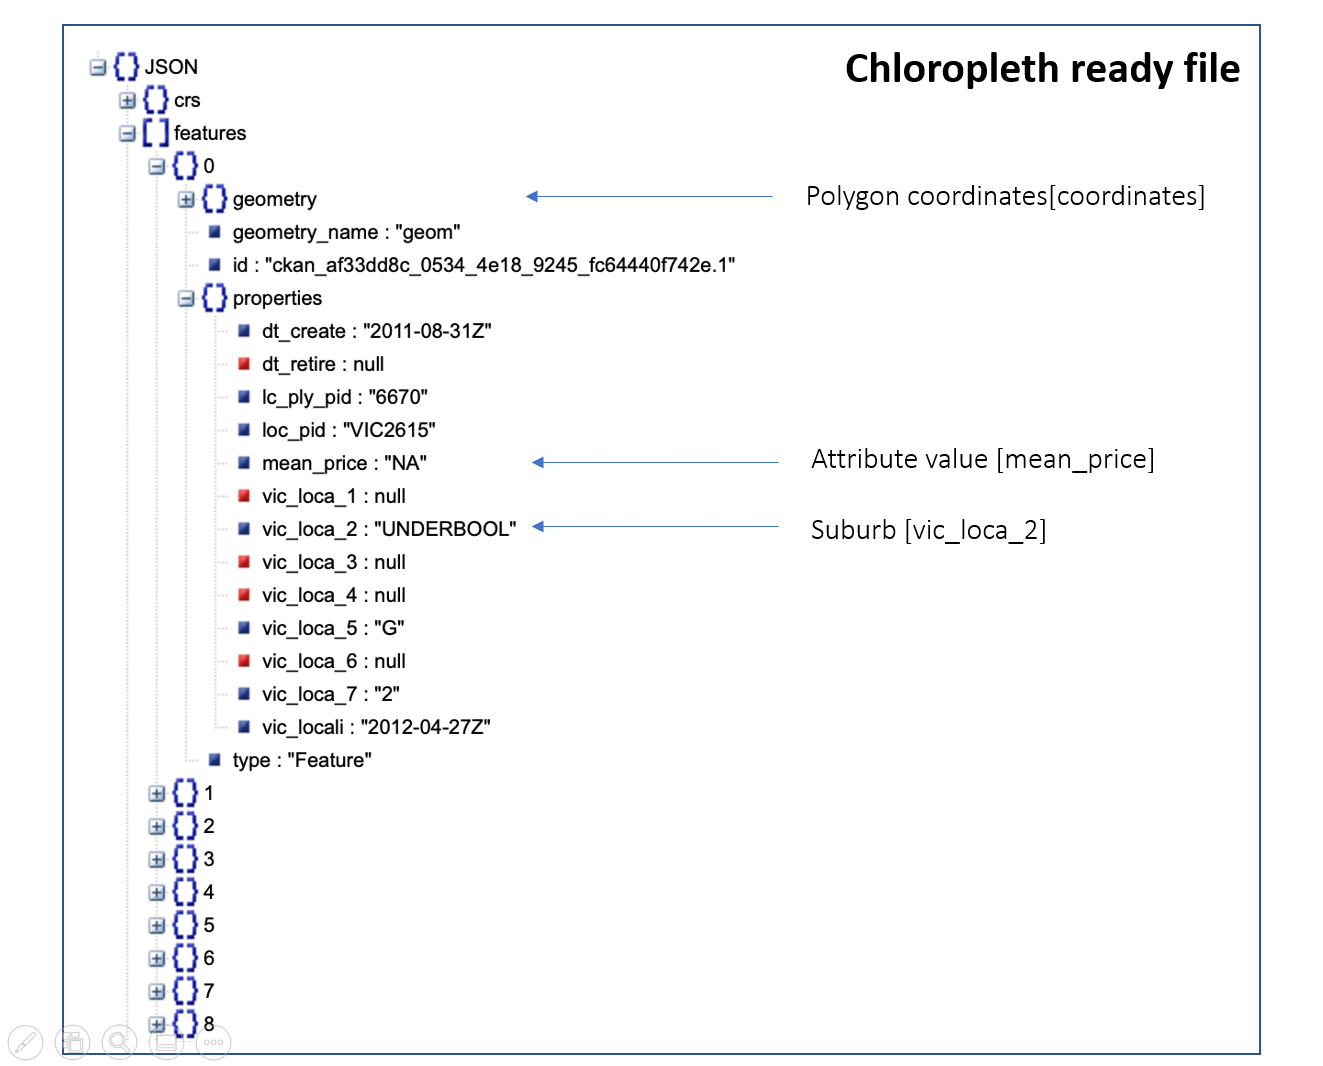 Chloropleth ready file
JSON
crs
features
0
geometry
Polygon coordinates[coordinates]
geometry_name : "geom"
id : "ckan_af33dd8c_0534_4e18_9245_fc64440f742e.1"
properties
dt_create : "2011-08-31Z"
dt_retire : null
lc_ply_pid : "6670"
loc_pid : "VIC2615"
mean_price : "NA"
Attribute value [mean_price]
vic_loca_1 : null
vic_loca_2 : "UNDERBOOL"
Suburb [vic_loca_2]
vic_loca_3 : null
vic_loca_4 : null
vic_loca_5 : "G"
vic_loca_6 : null
vic_loca_7 : "2"
vic_locali : "2012-04-27Z"
type : "Feature"
1
2
3
4
5
6
7
8